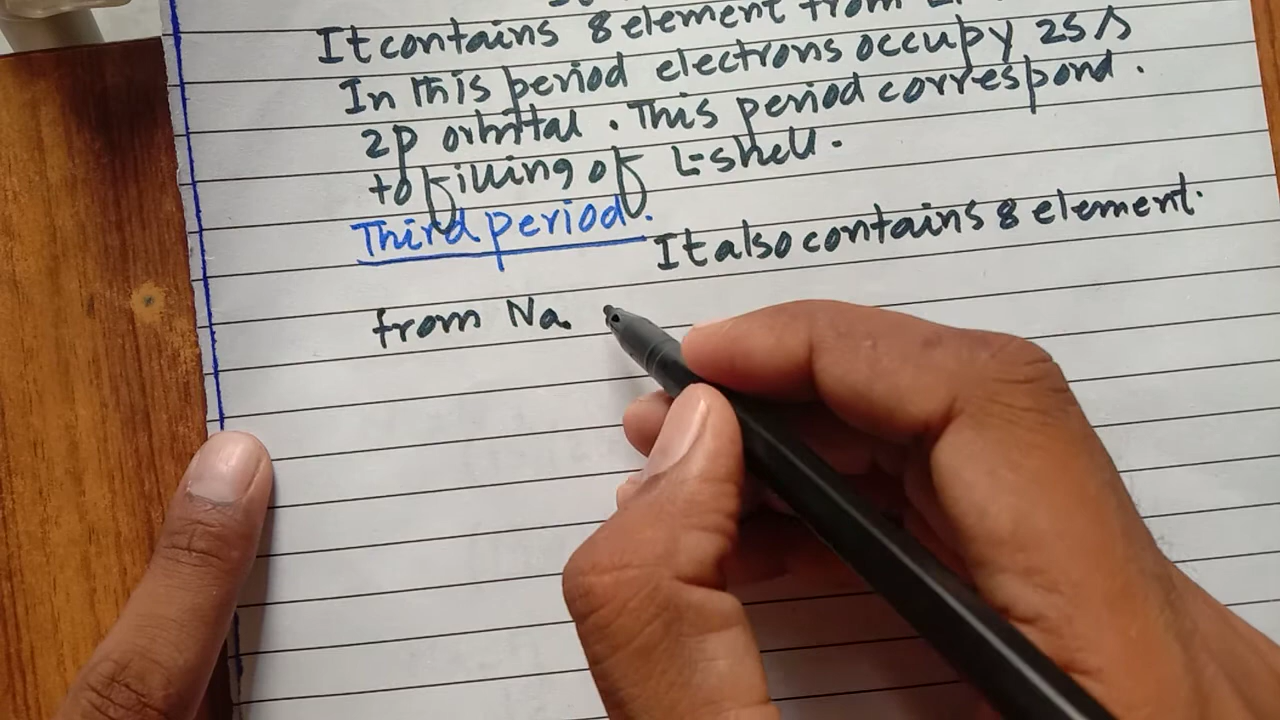 It contains 8 element from
In this period electrons occupy 2S &
2p orbital . This period correspond .
to filling of L-shell .
Third period .
It also contains 8 element.
from Na